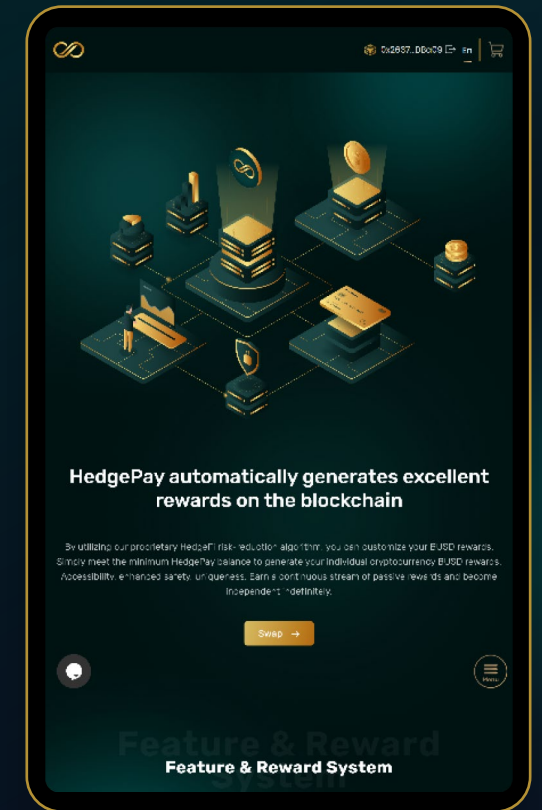 0x2637...DBc09 En
HedgePay automatically generates excellent
rewards on the blockchain
By utilizing our proprietary HedgeFi risk-reduction algorithm, you can customize your BUSD rewards.
Simply meet the minimum HedgePay balance to generate your individual cryptocurrency BUSD rewards.
Accessibility, enhanced safety, uniqueness. Earn a continuous stream of passive rewards and become
independent indefinitely.
Swap →
Menu
Feature & Reward
System
Feature & Reward System